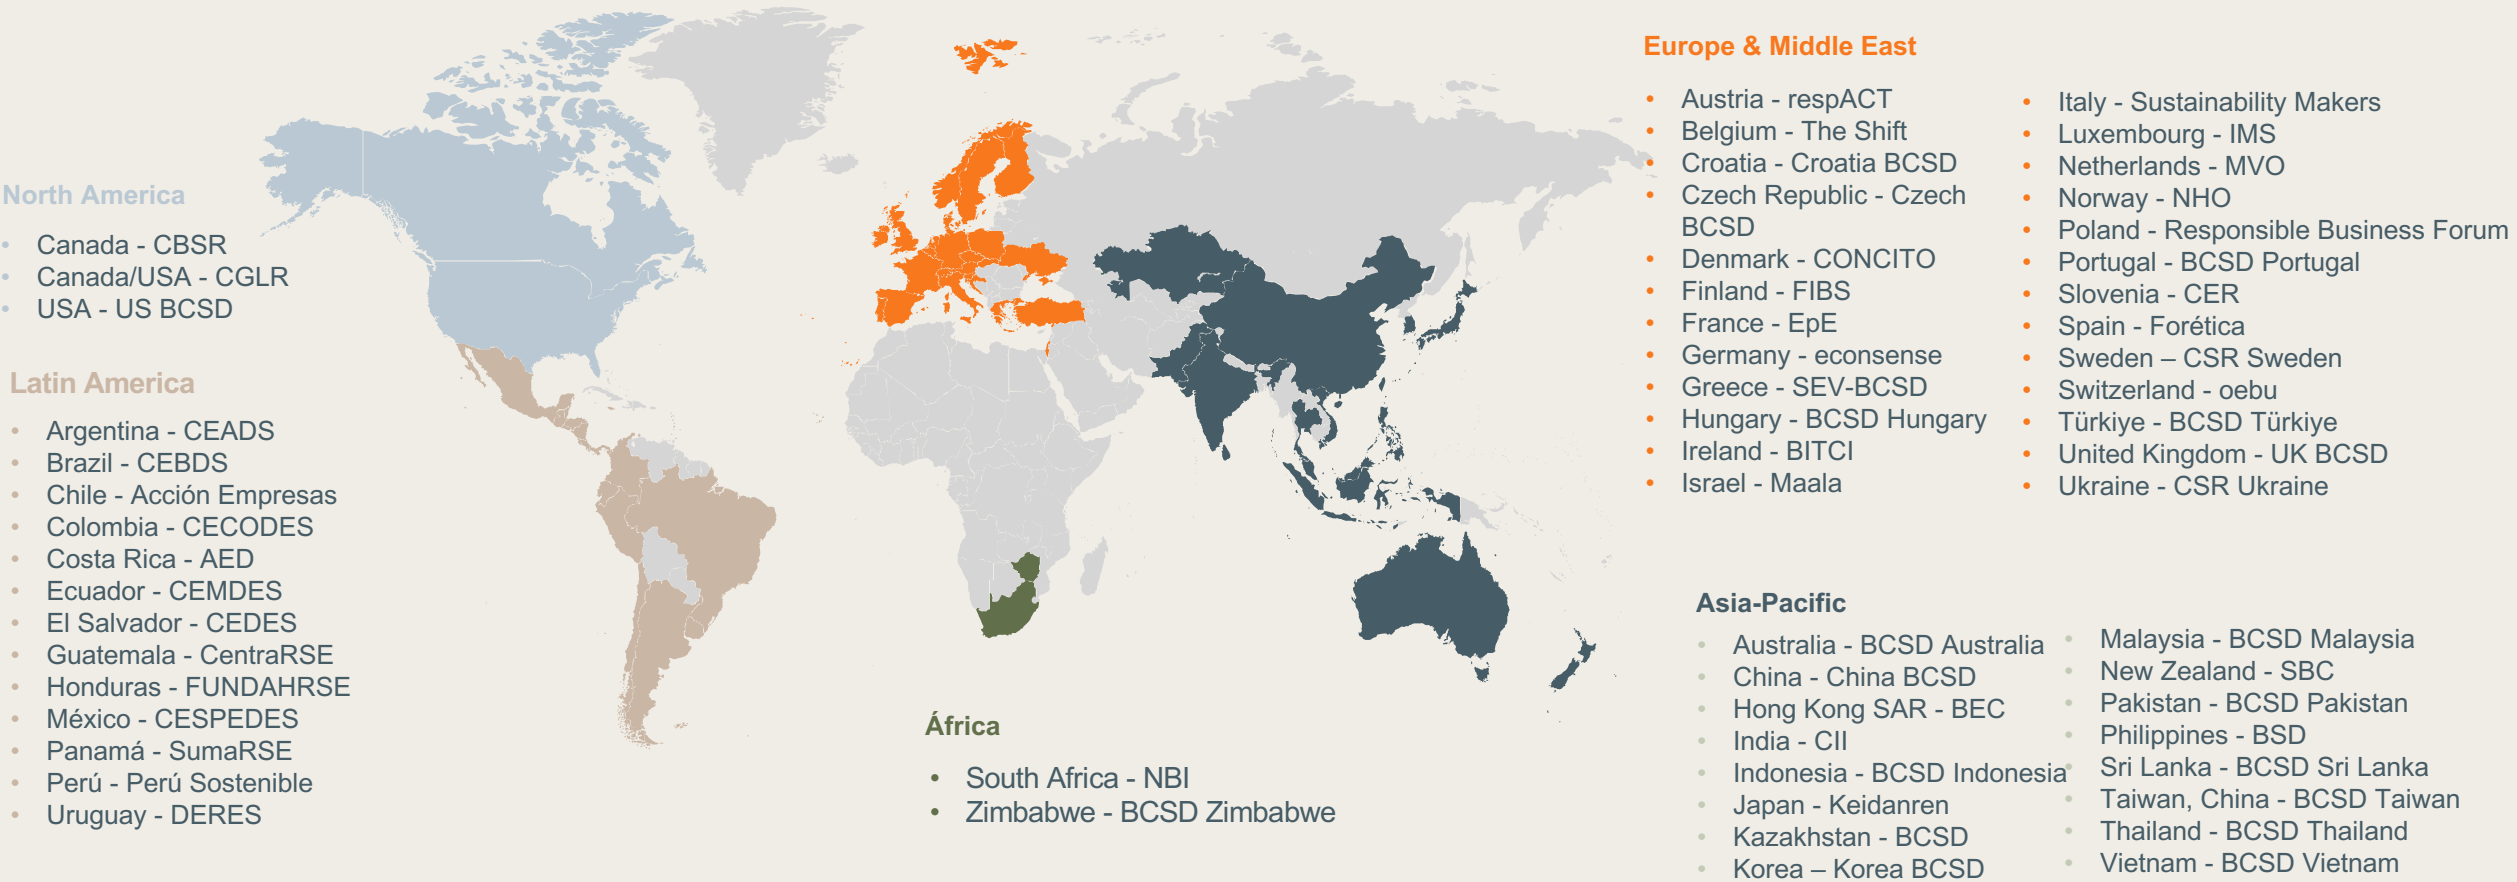 North America
• Canada - CBSR
• Canada/USA - CGLR
• USA - US BCSD
Latin America
• Argentina - CEADS
• Brazil - CEBDS
• Chile - Acción Empresas
• Colombia - CECODES
• Costa Rica - AED
• Ecuador - CEMDES
• El Salvador - CEDES
• Guatemala - CentraRSE
• Honduras - FUNDAHRSE
• México - CESPEDES
• Panamá - SumaRSE
• Perú - Perú Sostenible
• Uruguay - DERES
África
• South Africa - NBI
• Zimbabwe - BCSD Zimbabwe
Europe & Middle East
• Austria - respACT
• Belgium - The Shift
• Croatia - Croatia BCSD
• Czech Republic - Czech
BCSD
• Denmark - CONCITO
• Finland - FIBS
• France - EpE
• Germany - econsense
• Greece - SEV-BCSD
• Hungary - BCSD Hungary
• Ireland - BITCI
• Israel - Maala
• Italy - Sustainability Makers
• Luxembourg - IMS
• Netherlands - MVO
• Norway - NHO
• Poland - Responsible Business Forum
• Portugal - BCSD Portugal
• Slovenia - CER
• Spain - Forética
• Sweden – CSR Sweden
• Switzerland - oebu
• Türkiye - BCSD Türkiye
• United Kingdom - UK BCSD
• Ukraine - CSR Ukraine
Asia-Pacific
• Australia - BCSD Australia
• China - China BCSD
• Hong Kong SAR - BEC
• India - CII
• Indonesia - BCSD Indonesia
• Japan - Keidanren
• Kazakhstan - BCSD
• Korea – Korea BCSD
• Malaysia - BCSD Malaysia
• New Zealand - SBC
• Pakistan - BCSD Pakistan
• Philippines - BSD
• Sri Lanka - BCSD Sri Lanka
• Taiwan, China - BCSD Taiwan
• Thailand - BCSD Thailand
• Vietnam - BCSD Vietnam